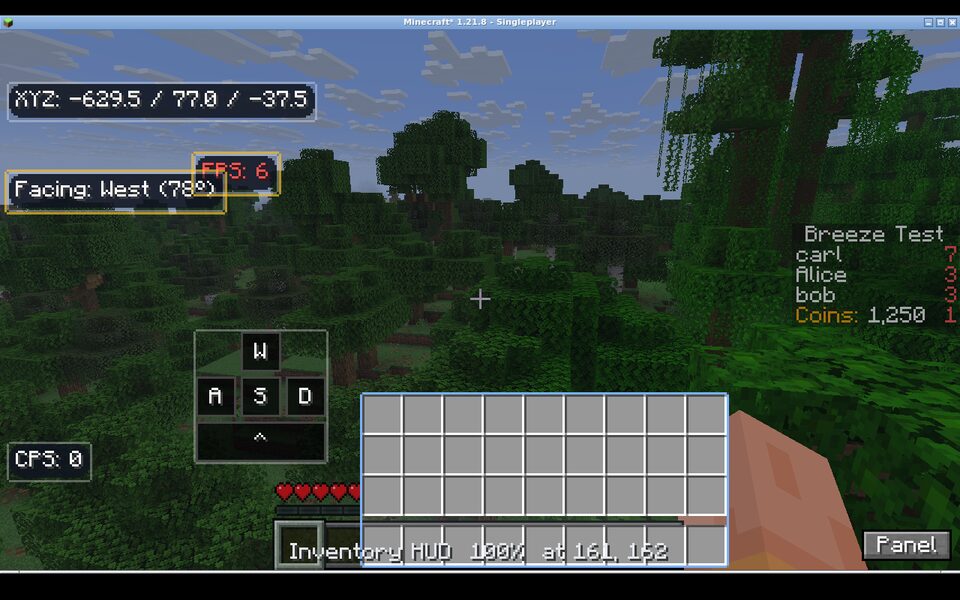 Minecraft* 1.21.8 - Singleplayer
XYZ: -629.5 / 77.0 / -37.5
FPS: 6
Facing: West (78°)
Breeze Test
carl 7
Alice 3
bob 3
Coins: 1,250 1
W
A S D
^
CPS: 0
Inventory HUD 100% at 161, 162
Panel